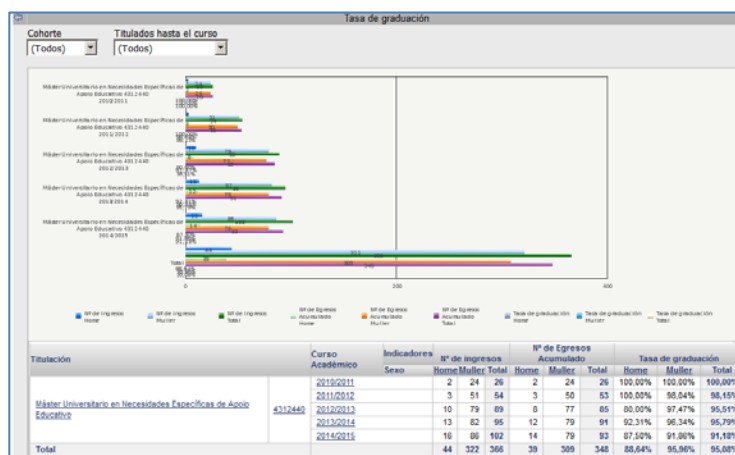 Tasa de graduación
Cohorte
Titulados hasta el curso
(Todos)
(Todos)
Máster Universitario en Necesidades Específicas de
Apoio Educativo 4312440
2010/2011
Máster Universitario en Necesidades Específicas de
Apoio Educativo 4312440
2011/2012
Máster Universitario en Necesidades Específicas de
Apoio Educativo 4312440
2012/2013
Máster Universitario en Necesidades Específicas de
Apoio Educativo 4312440
2013/2014
Máster Universitario en Necesidades Específicas de
Apoio Educativo 4312440
2014/2015
Total
0 200 400
Nº de ingresos Home
Nº de ingresos Muller
Nº de ingresos Total
Nº de Egresos Acumulado Home
Nº de Egresos Acumulado Muller
Nº de Egresos Acumulado Total
Tasa de graduación Home
Tasa de graduación Muller
Tasa de graduación Total
Titulación Curso Académico Indicadores Nº de ingresos Nº de Egresos Acumulado Tasa de graduación
Sexo Home Muller Total Home Muller Total Home Muller Total
2010/2011 2 24 26 2 24 26 100,00% 100,00% 100,00%
2011/2012 3 51 54 3 50 53 100,00% 98,04% 98,15%
Máster Universitario en Necesidades Específicas de Apoio Educativo 4312440 2012/2013 10 79 89 8 77 85 80,00% 97,47% 95,51%
2013/2014 13 82 95 12 79 91 92,31% 96,34% 95,79%
2014/2015 16 86 102 14 79 93 87,50% 91,86% 91,18%
Total 44 322 366 39 309 348 88,64% 95,96% 95,08%